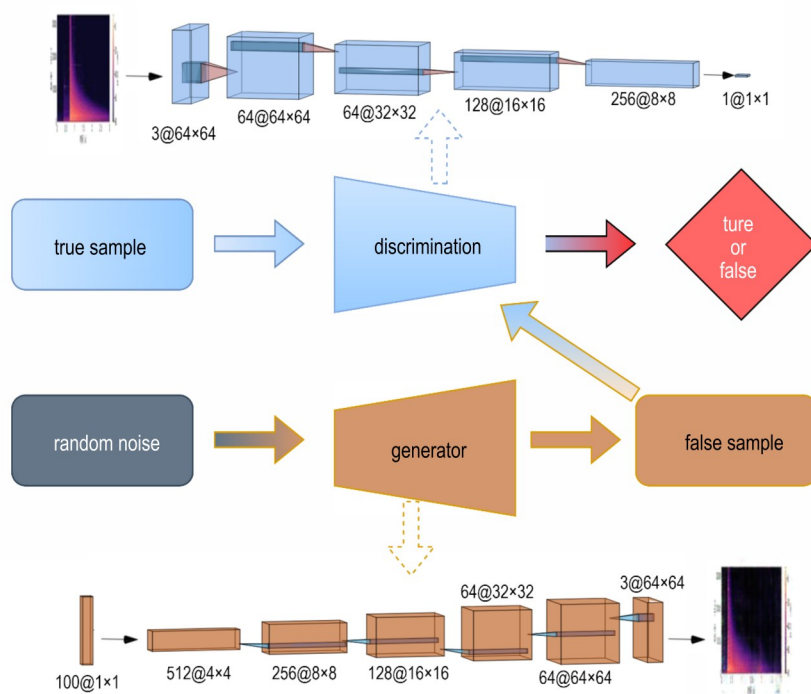 3@64×64
64@64×64
64@32×32
128@16×16
256@8×8
1@1×1
true sample
discrimination
ture
or
false
random noise
generator
false sample
100@1×1
512@4×4
256@8×8
128@16×16
64@32×32
64@64×64
3@64×64